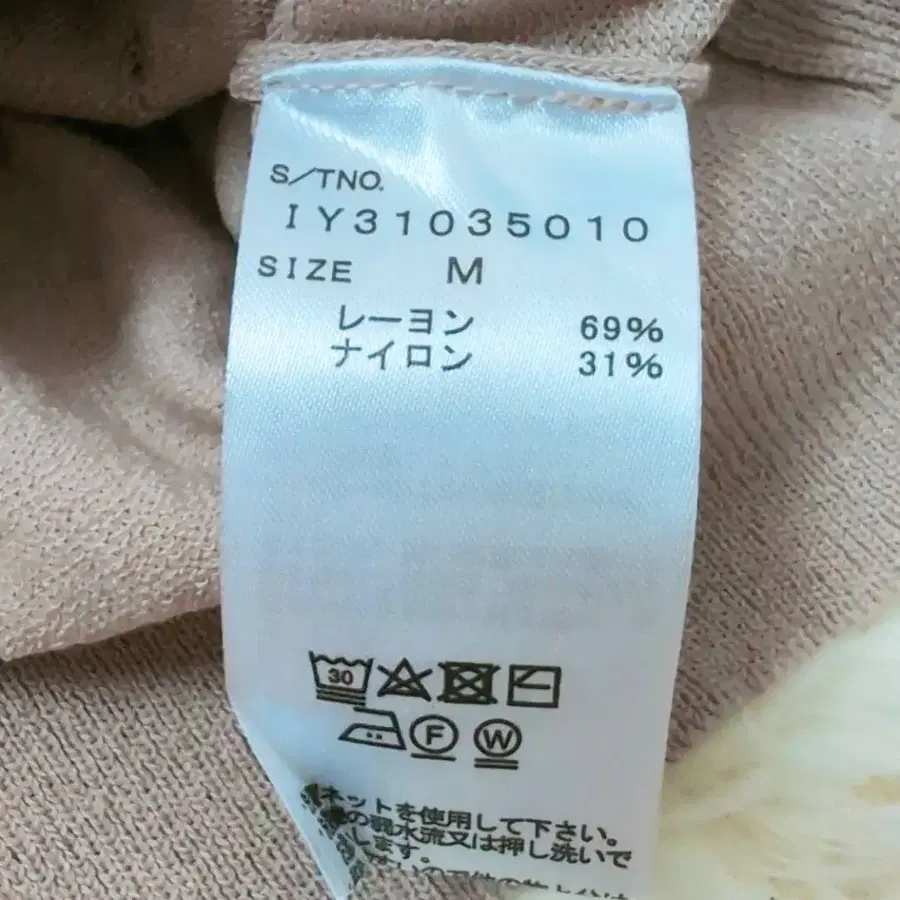 S/TNO.
IY31035010
SIZE M
レーヨン 69%
ナイロン 31%
30
F W
ネットを使用して下さい。
の弱水流又は押し洗いで
します。